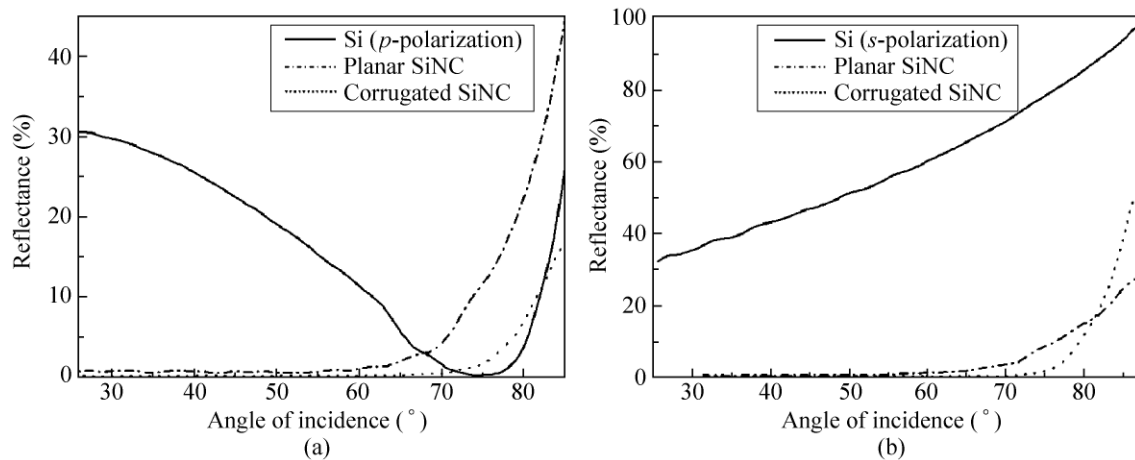 40
30
20
10
0
Reflectance (%)
Si (p-polarization)
Planar SiNC
Corrugated SiNC
30 40 50 60 70 80
Angle of incidence (°)
(a)
100
80
60
40
20
0
Reflectance (%)
Si (s-polarization)
Planar SiNC
Corrugated SiNC
30 40 50 60 70 80
Angle of incidence (°)
(b)